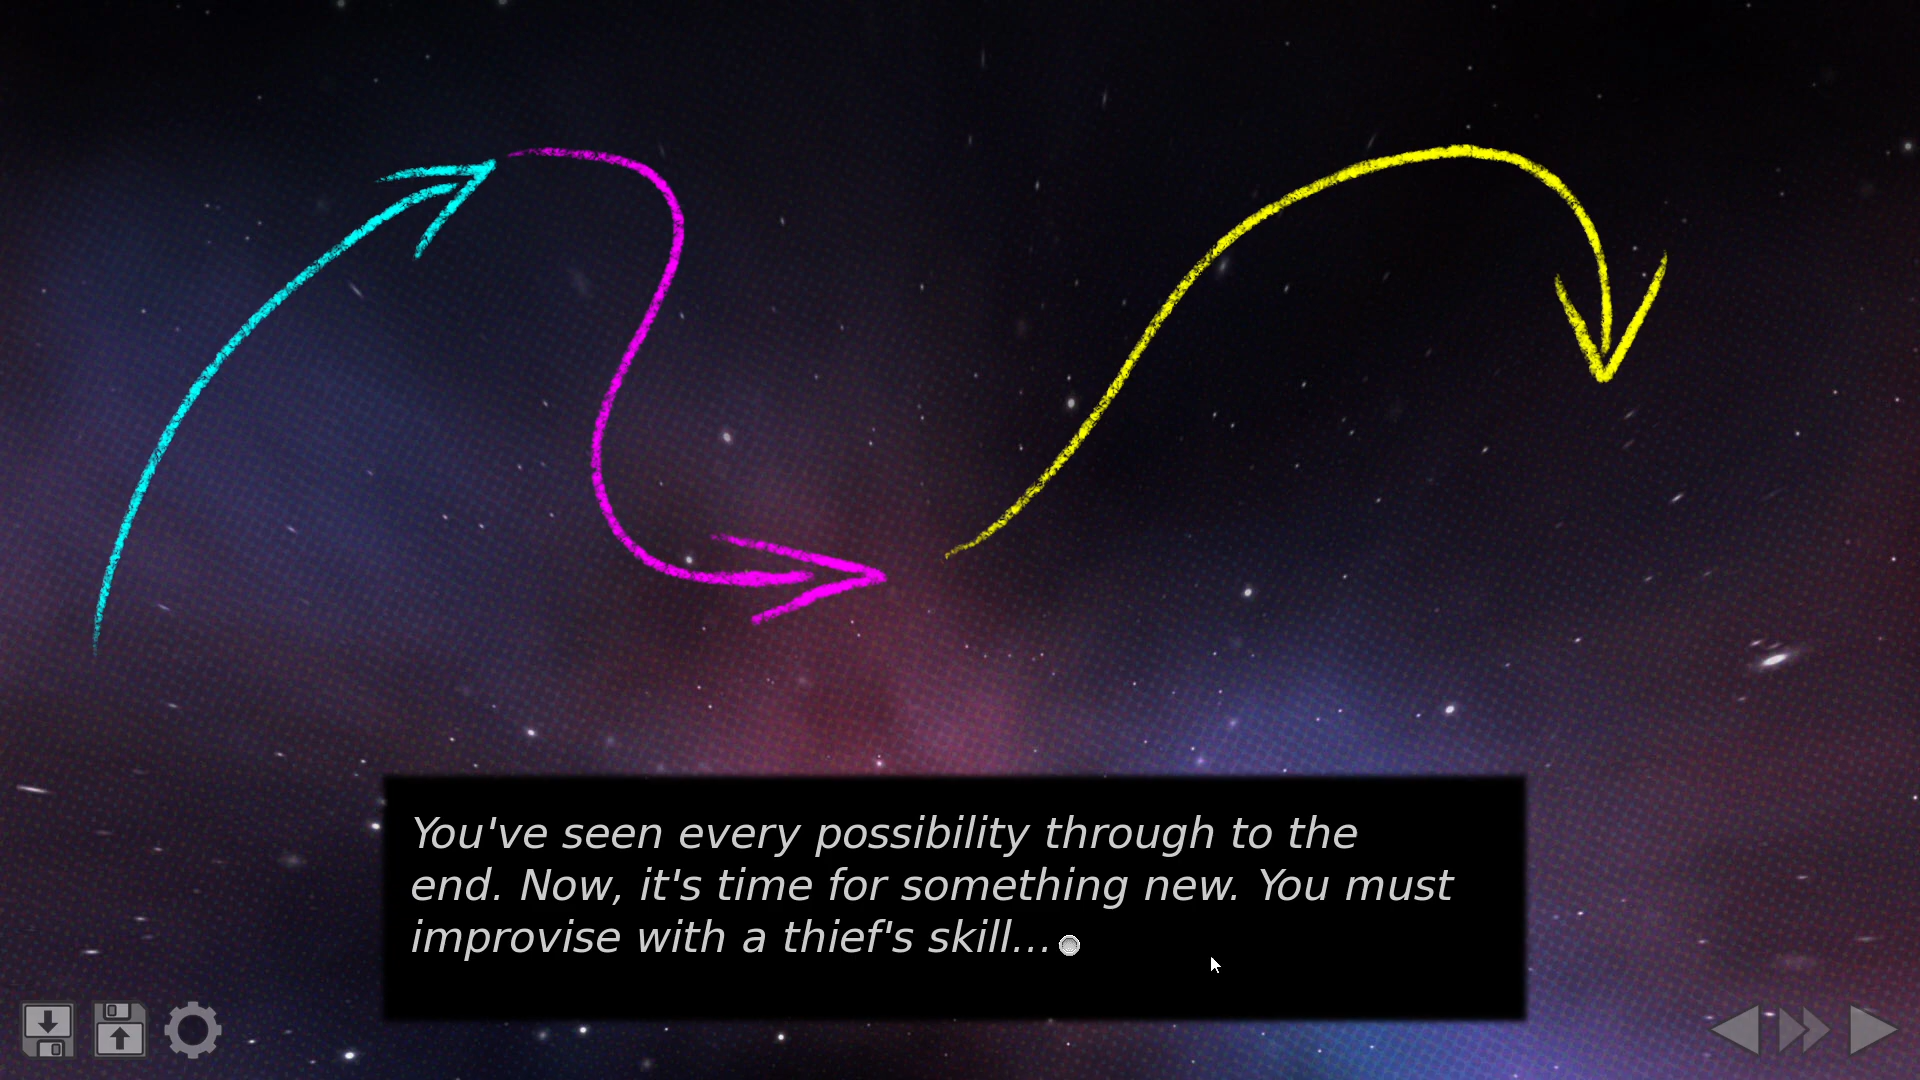 You've seen every possibility through to the
end. Now, it's time for something new. You must
improvise with a thief's skill...